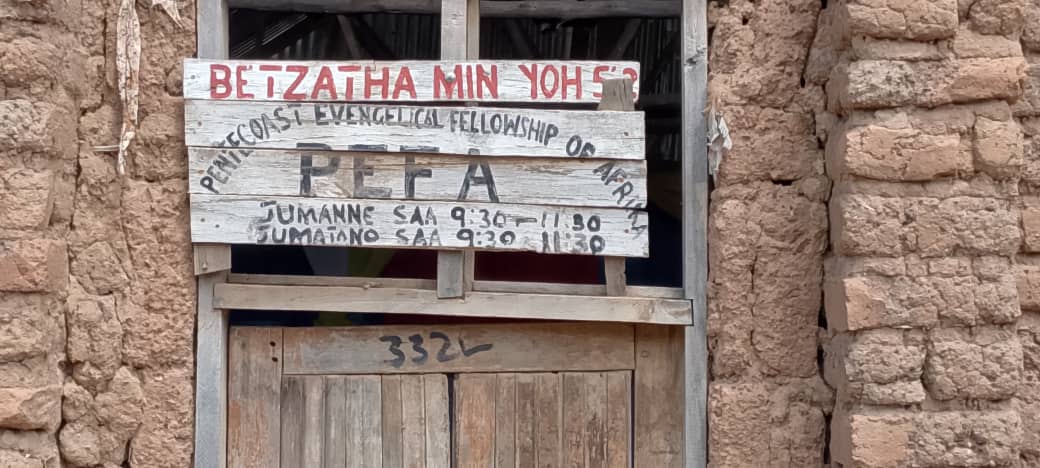 BETZATHA MIN YOH 5:2
PENTECOAST EVENGELICAL FELLOWSHIP OF AFRIKA
PEFA
JUMANNE SAA 9:30-11:30
JUMATANO SAA 9:30 11:30
332L